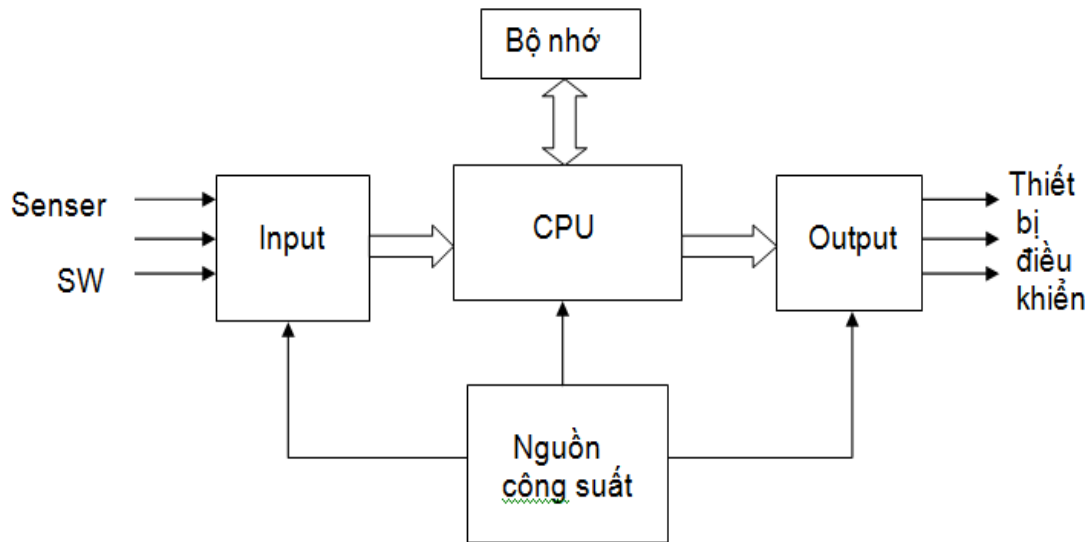 Bộ nhớ
Senser
SW
Input
CPU
Output
Thiết
bị
điều
khiển
Nguồn
công suất